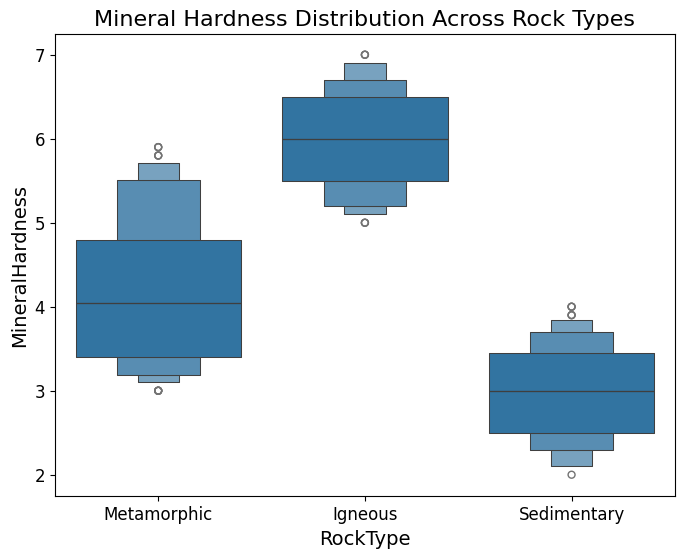 Mineral Hardness Distribution Across Rock Types
MineralHardness
7
6
5
4
3
2
Metamorphic Igneous Sedimentary
RockType